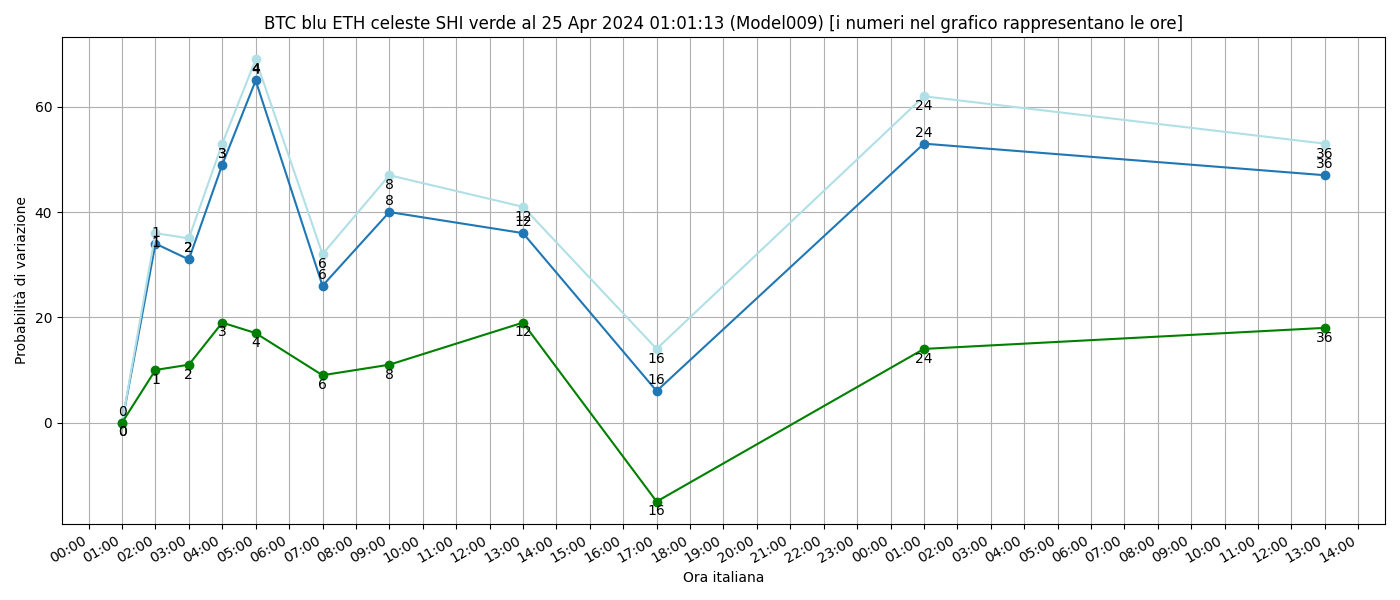 BTC blu ETH celeste SHI verde al 25 Apr 2024 01:01:13 (Model009) [i numeri nel grafico rappresentano le ore]
Probabilità di variazione
60
40
20
0
0 1 2 3 4 6 8 12 16 24 36
0 1 2 3 4 6 8 12 16 24 36
0 1 2 3 4 6 8 12 16 24 36
00:00 01:00 02:00 03:00 04:00 05:00 06:00 07:00 08:00 09:00 10:00 11:00 12:00 13:00 14:00 15:00 16:00 17:00 18:00 19:00 20:00 21:00 22:00 23:00 00:00 01:00 02:00 03:00 04:00 05:00 06:00 07:00 08:00 09:00 10:00 11:00 12:00 13:00 14:00
Ora italiana